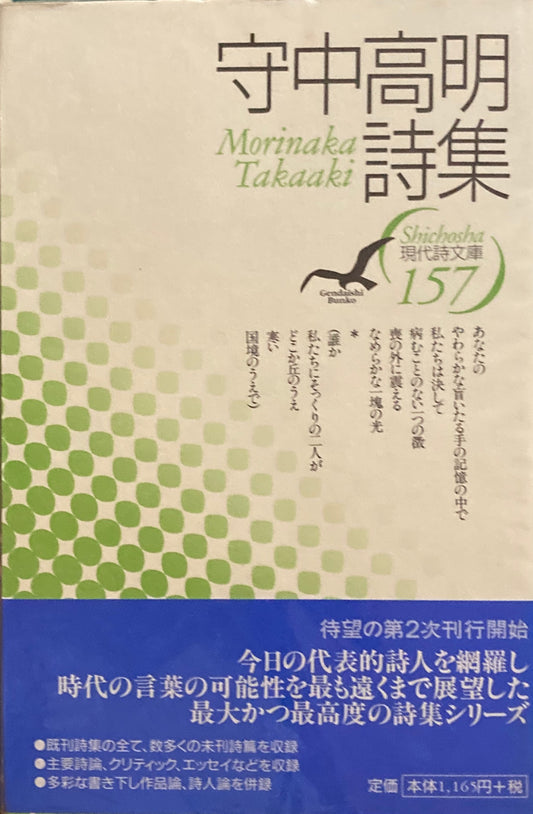 守中高明
詩集
Morinaka
Takaaki
Shichosha
現代詩文庫
157
Gendaishi
Bunko
あなたの
やわらかな盲いたる手の記憶の中で
私たちは決して
病むことのない二つの徴
喪の外に震える
なめらかな一塊の光
*
(誰か
私たちにそっくりの二人が
どこか丘のうえ
寒い
国境のうえで)
待望の第2次刊行開始
今日の代表的詩人を網羅し
時代の言葉の可能性を最も遠くまで展望した
最大かつ最高度の詩集シリーズ
●既刊詩集の全て、数多くの未刊詩篇を収録
●主要詩論、クリティック、エッセイなどを収録
●多彩な書き下し作品論、詩人論を併録
定価 本体1,165円+税